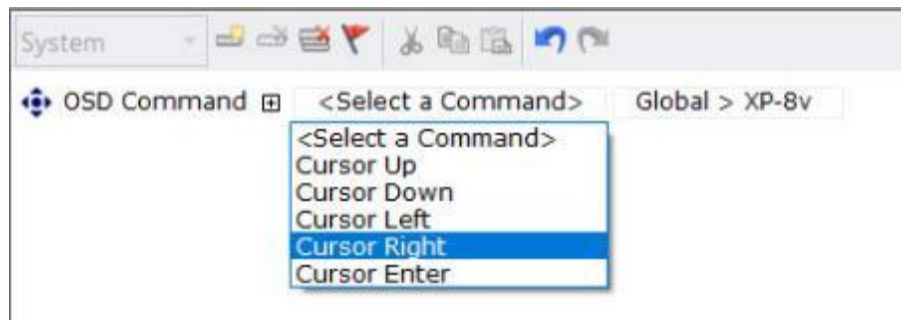 System
OSD Command <Select a Command> Global > XP-8v
<Select a Command>
Cursor Up
Cursor Down
Cursor Left
Cursor Right
Cursor Enter